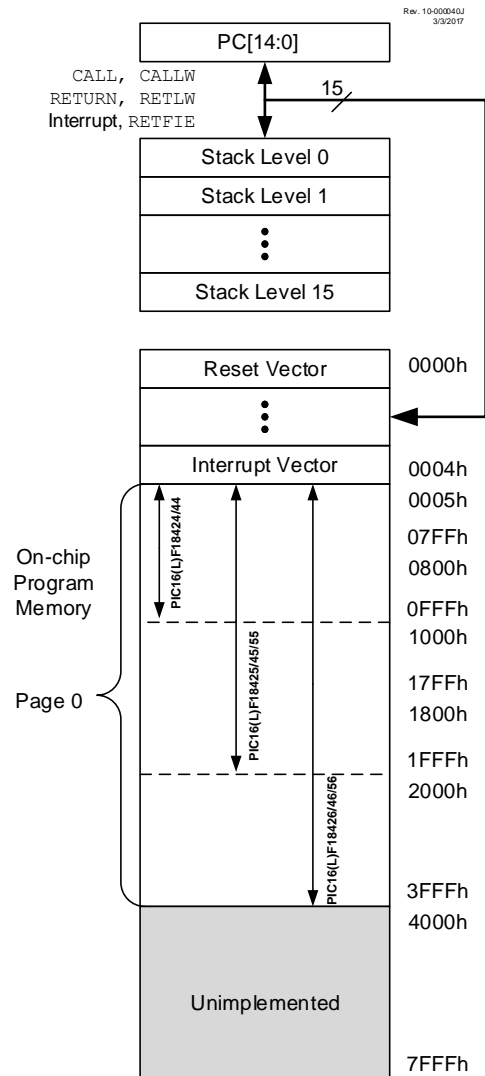 Rev. 10-000040J
3/3/2017
PC[14:0]
CALL, CALLW
RETURN, RETLW
Interrupt, RETFIE
15
Stack Level 0
Stack Level 1
Stack Level 15
Reset Vector
0000h
Interrupt Vector
0004h
0005h
07FFh
0800h
0FFFh
1000h
17FFh
1800h
1FFFh
2000h
3FFFh
4000h
7FFFh
On-chip
Program
Memory
Page 0
PIC16(L)F18424/44
PIC16(L)F18425/45/55
PIC16(L)F18426/46/56
Unimplemented